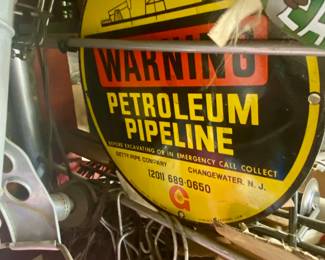 WARNING
PETROLEUM
PIPELINE
BEFORE EXCAVATING OR IN EMERGENCY CALL COLLECT
GETTY PIPE COMPANY CHANGEWATER, N.J.
(201) 689-0650
G